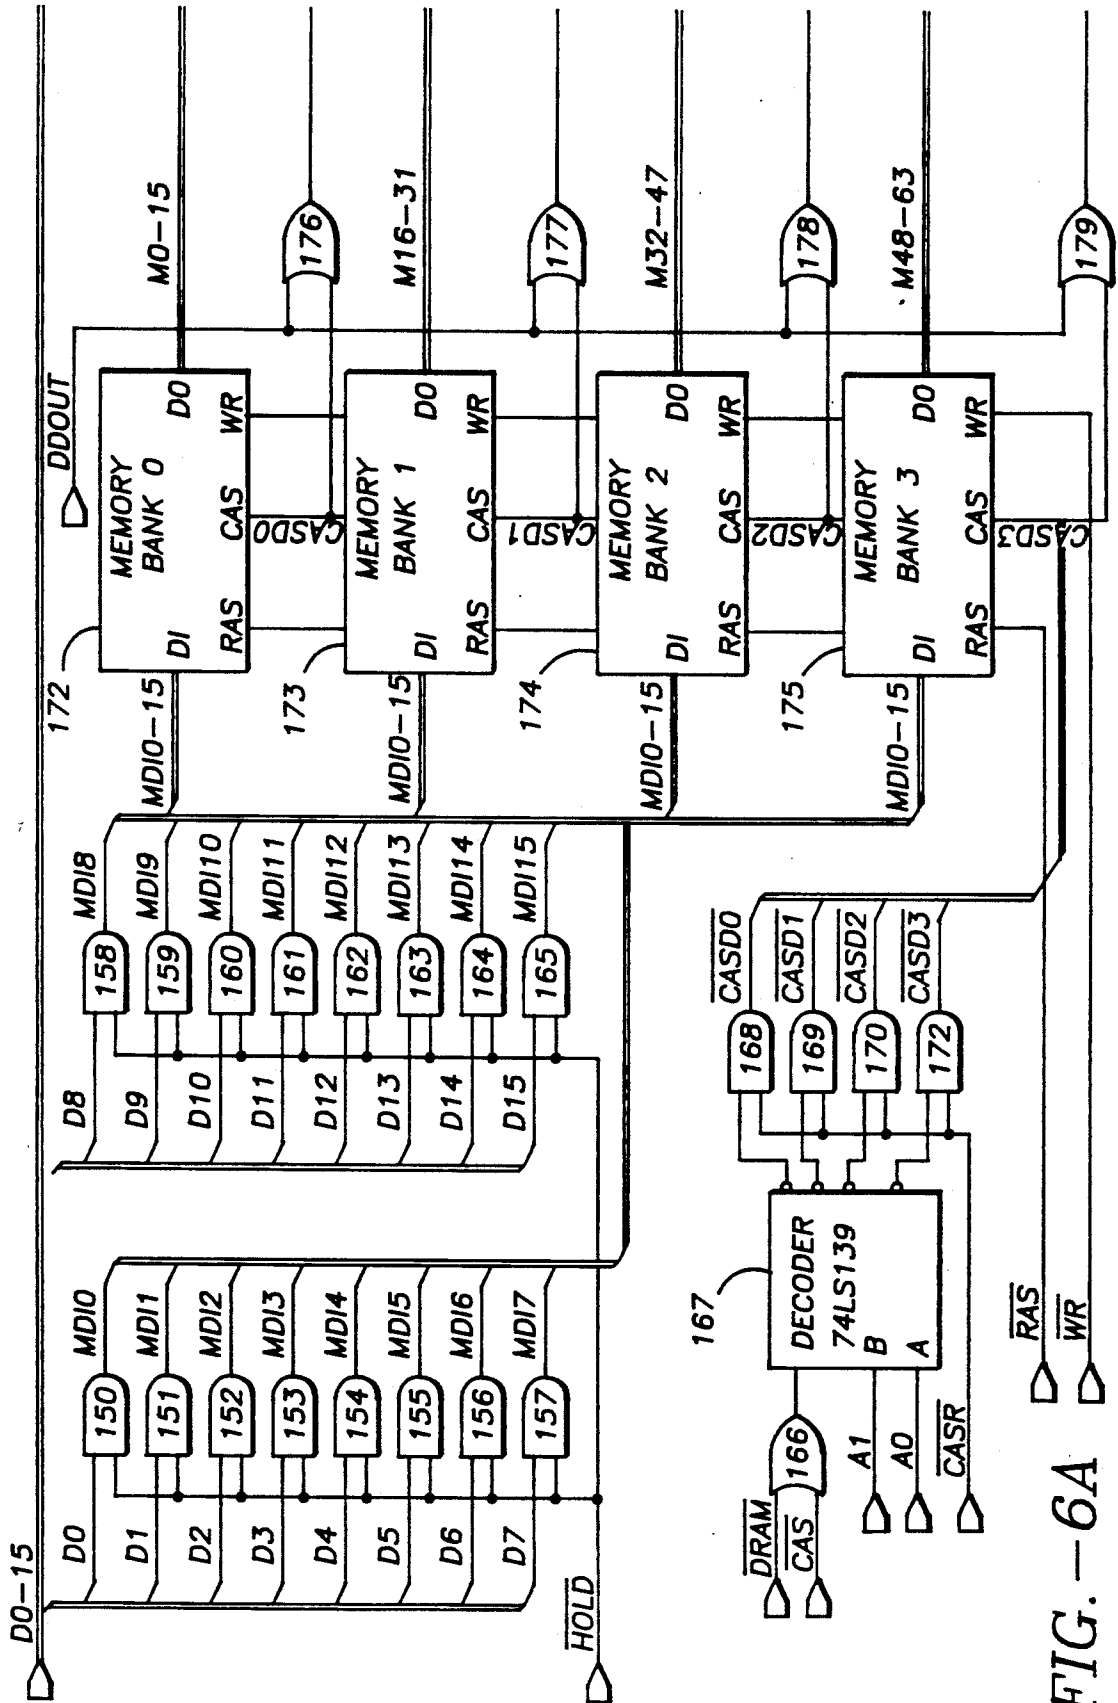 D0-15
D0
D1
D2
D3
D4
D5
D6
D7
HOLD
150
151
152
153
154
155
156
157
MDI0
MDI1
MDI2
MDI3
MDI4
MDI5
MDI6
MDI7
D8
D9
D10
D11
D12
D13
D14
D15
158
159
160
161
162
163
164
165
MDI8
MDI9
MDI10
MDI11
MDI12
MDI13
MDI14
MDI15
DRAM
CAS
166
A1
A0
CASR
167
DECODER
74LS139
B
A
168
169
170
172
CASD0
CASD1
CASD2
CASD3
RAS
WR
172
MDI0-15
MEMORY
BANK 0
DI
DO
RAS
CAS
WR
CASD0
173
MDI0-15
MEMORY
BANK 1
DI
DO
RAS
CAS
WR
CASD1
174
MDI0-15
MEMORY
BANK 2
DI
DO
RAS
CAS
WR
CASD2
175
MDI0-15
MEMORY
BANK 3
DI
DO
RAS
CAS
WR
CASD3
DDOUT
M0-15
176
M16-31
177
M32-47
178
M48-63
179
FIG.-6A